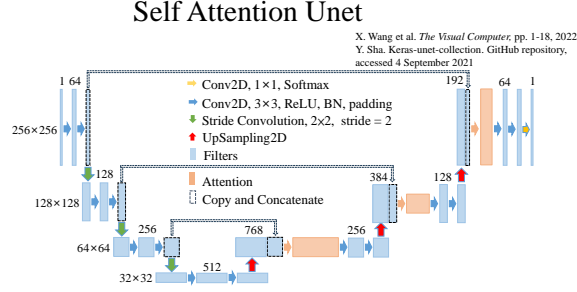 Self Attention Unet
X. Wang et al. The Visual Computer, pp. 1-18, 2022
Y. Sha. Keras-unet-collection. GitHub repository,
accessed 4 September 2021
1 64
192
64 1
Conv2D, 1×1, Softmax
Conv2D, 3×3, ReLU, BN, padding
Stride Convolution, 2x2, stride = 2
UpSampling2D
Filters
Attention
Copy and Concatenate
256×256
128
384
128
128×128
256
768
256
64×64
512
32×32